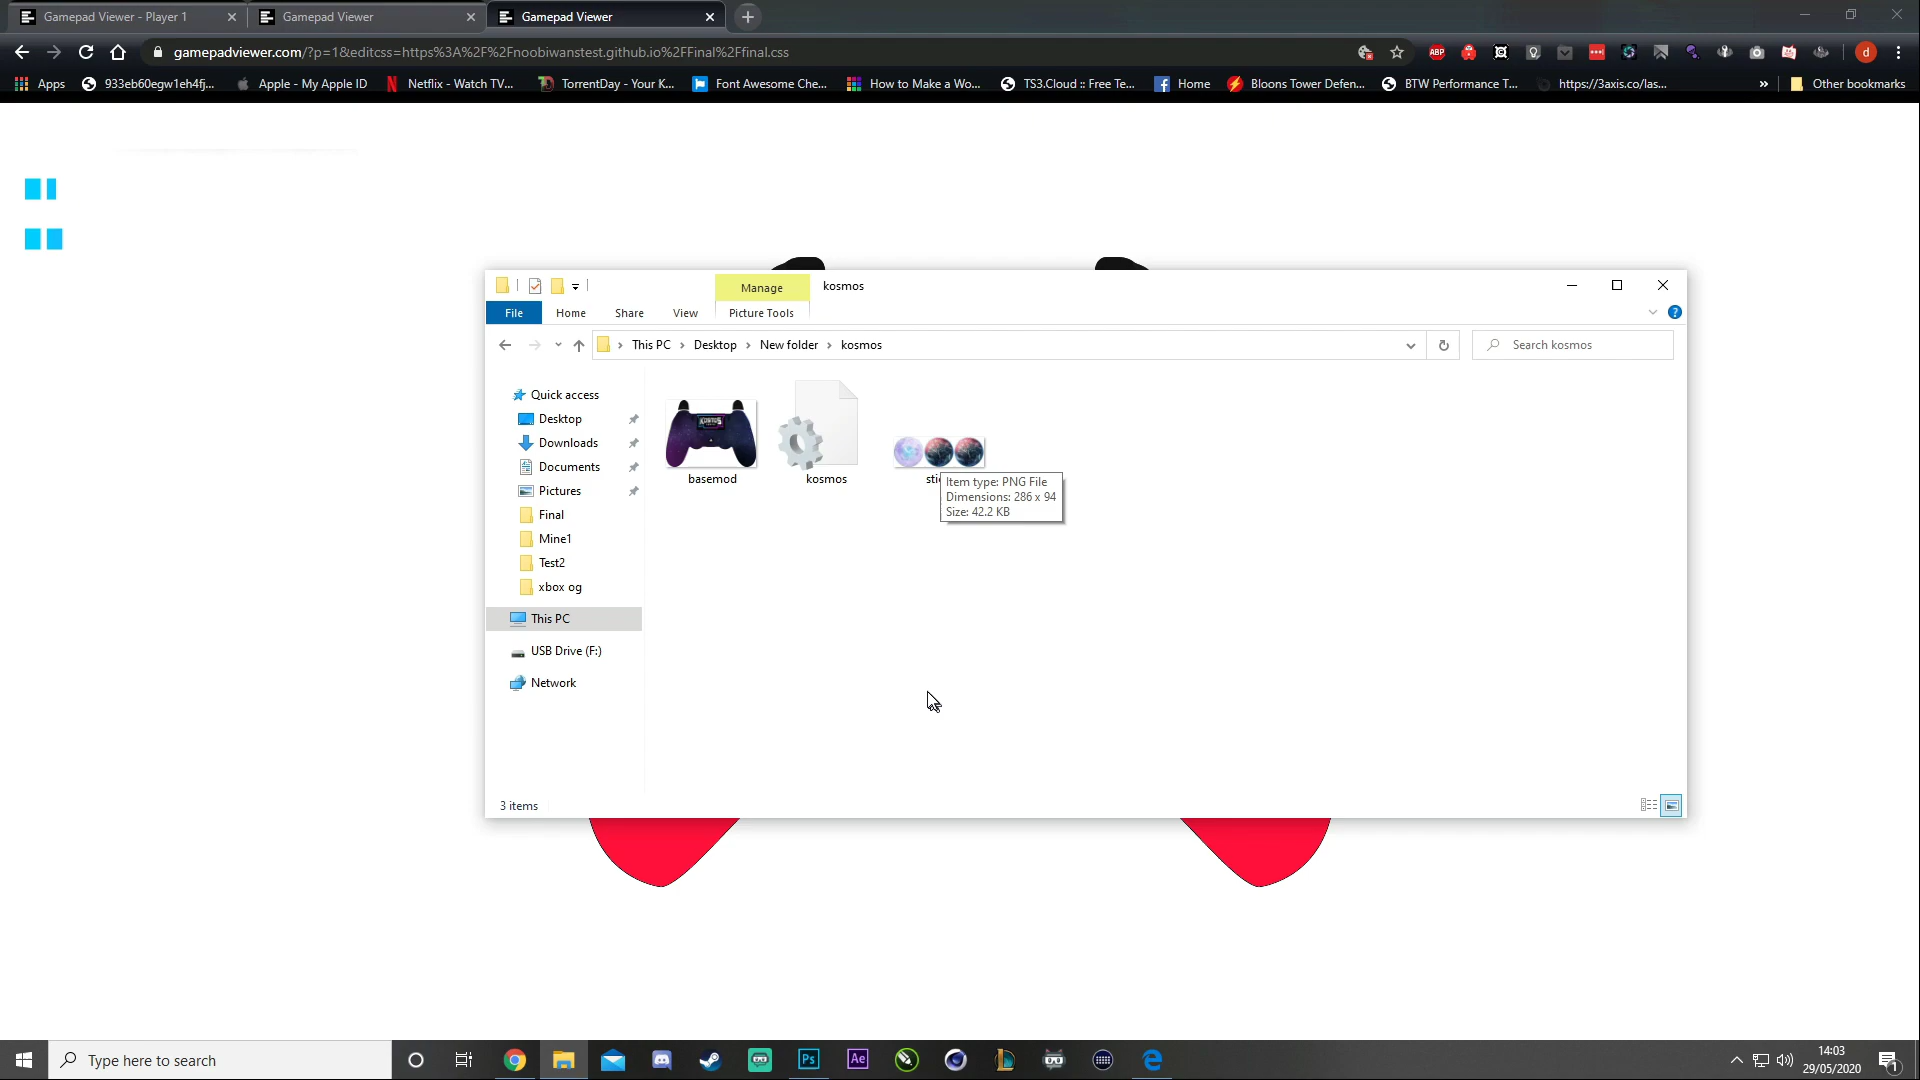 Gamepad Viewer - Player 1
Gamepad Viewer
Gamepad Viewer
gamepadviewer.com/?p=1&editcss=https%3A%2F%2Fnoobiwanstest.github.io%2FFinal%2Ffinal.css
ABP
d
Apps
933eb60egw1eh4fj...
Apple - My Apple ID
Netflix - Watch TV...
TorrentDay - Your K...
Font Awesome Che...
How to Make a Wo...
TS3.Cloud :: Free Te...
Home
Bloons Tower Defen...
BTW Performance T...
https://3axis.co/las...
»
Other bookmarks
Manage
kosmos
File
Home
Share
View
Picture Tools
This PC
Desktop
New folder
kosmos
Search kosmos
Quick access
Desktop
Downloads
Documents
Pictures
Final
Mine1
Test2
xbox og
This PC
USB Drive (F:)
Network
basemod
kosmos
Item type: PNG File
Dimensions: 286 x 94
Size: 42.2 KB
3 items
Type here to search
Ps
Ae
14:03
29/05/2020
1